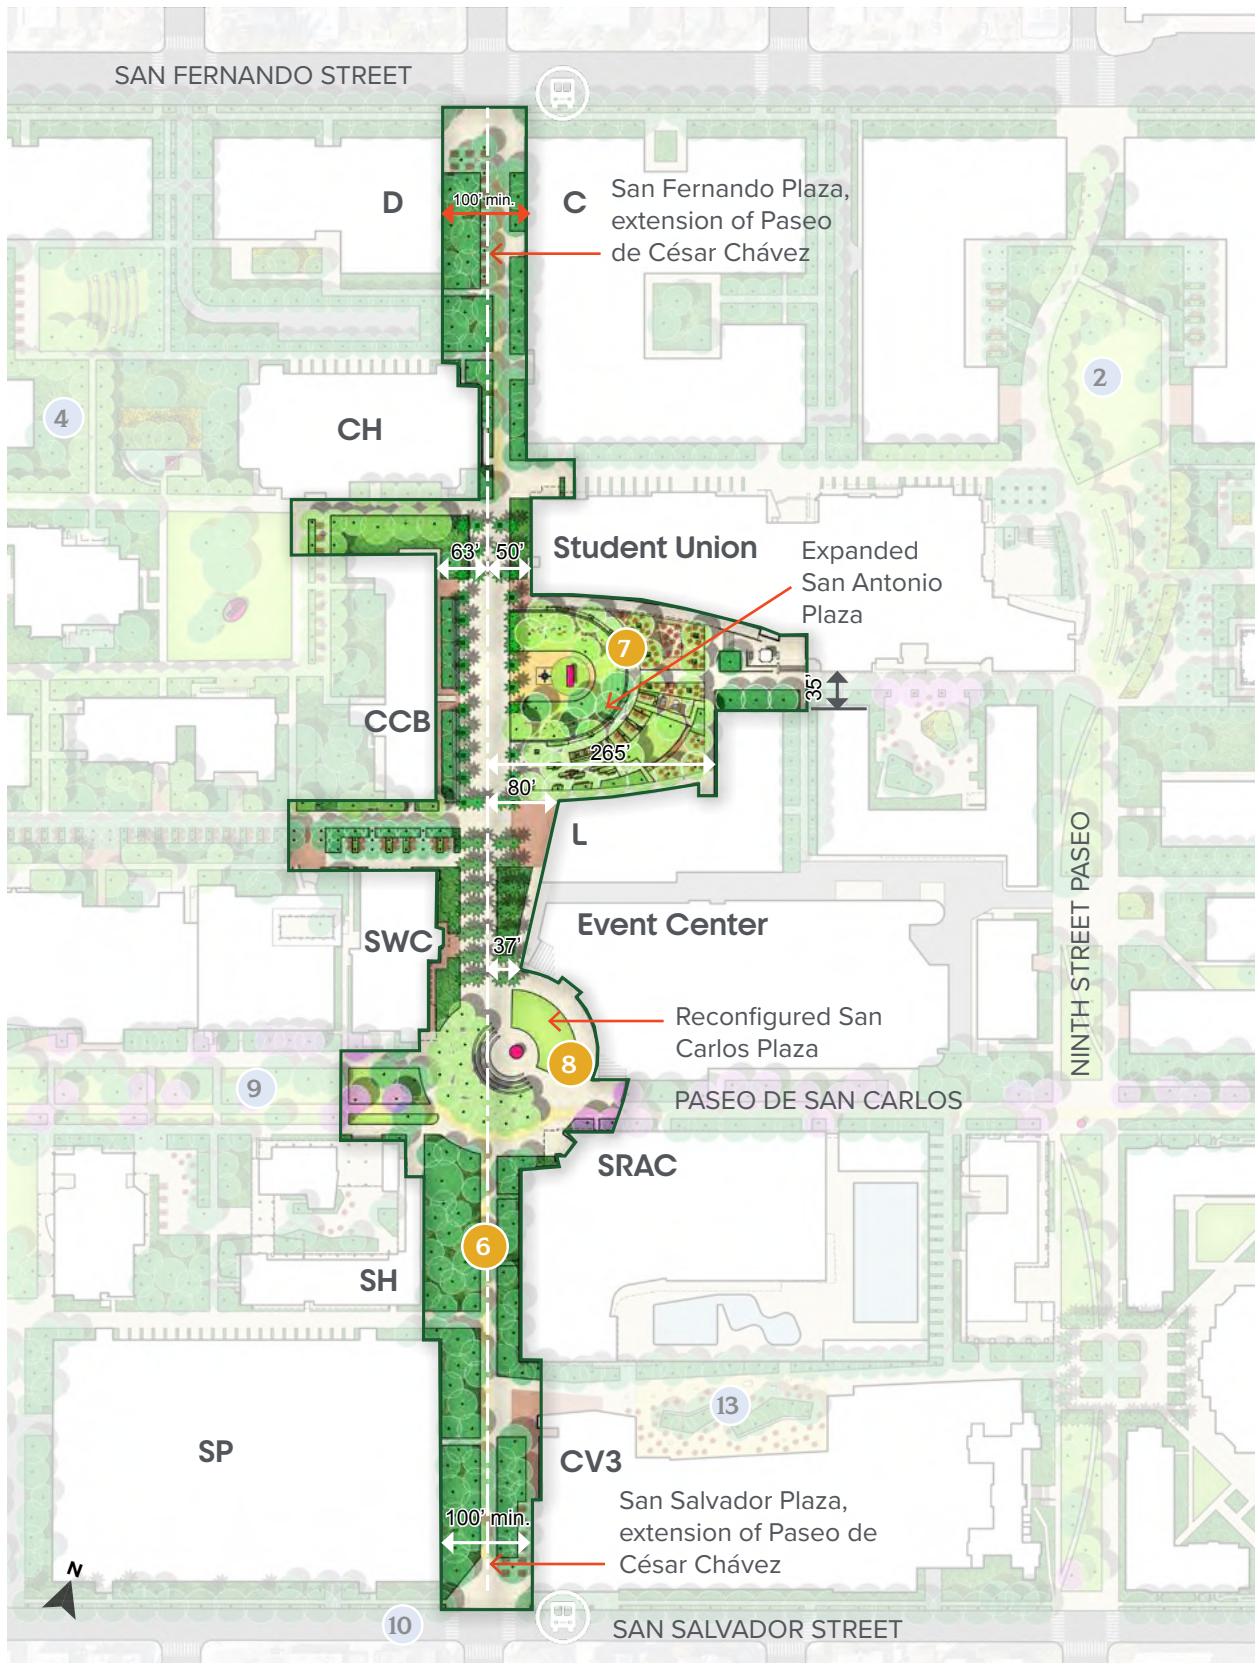 SAN FERNANDO STREET
D
100' min.
C
San Fernando Plaza,
extension of Paseo
de César Chávez
2
4
CH
63'
50'
Student Union
Expanded
San Antonio
Plaza
7
35'
CCB
265'
80'
L
SWC
37'
Event Center
NINTH STREET PASEO
Reconfigured San
Carlos Plaza
8
9
PASEO DE SAN CARLOS
SRAC
6
SH
13
SP
CV3
San Salvador Plaza,
extension of Paseo de
César Chávez
100' min.
N
10
SAN SALVADOR STREET